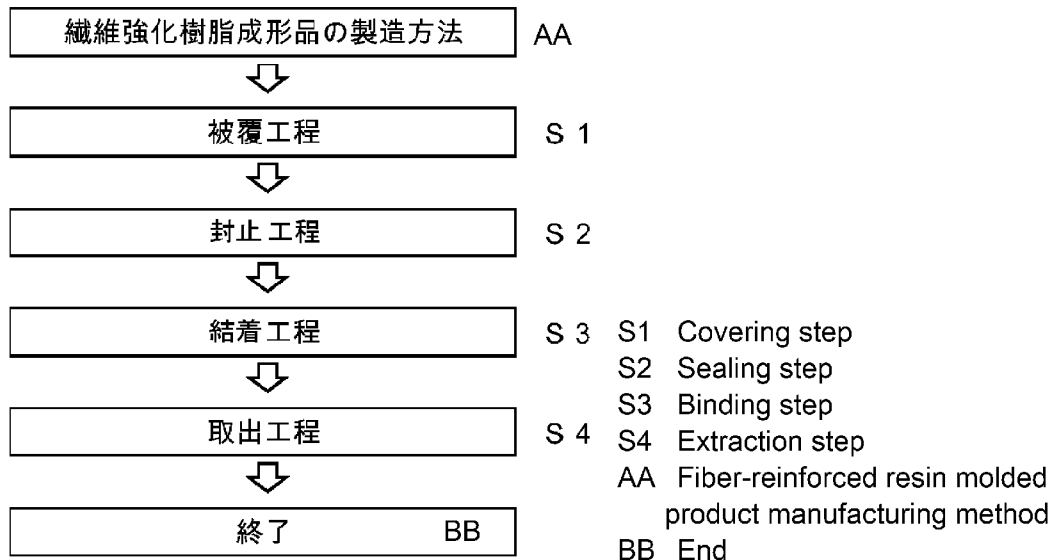 繊維強化樹脂成形品の製造方法 AA
被覆工程 S 1
封止工程 S 2
結着工程 S 3
取出工程 S 4
終了 BB
S1 Covering step
S2 Sealing step
S3 Binding step
S4 Extraction step
AA Fiber-reinforced resin molded
product manufacturing method
BB End